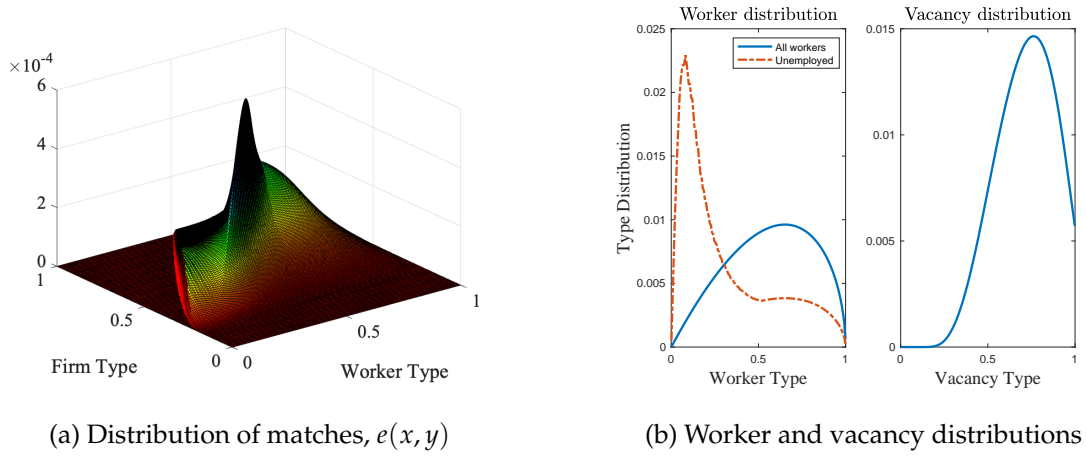 ×10⁻⁴
6
4
2
0
1
0.5
0
0
0.5
1
Firm Type
Worker Type
(a) Distribution of matches, e(x, y)
Worker distribution
0.025
0.02
0.015
0.01
0.005
0
0
0.5
1
Type Distribution
Worker Type
All workers
Unemployed
Vacancy distribution
0.015
0.01
0.005
0
0
0.5
1
Vacancy Type
(b) Worker and vacancy distributions